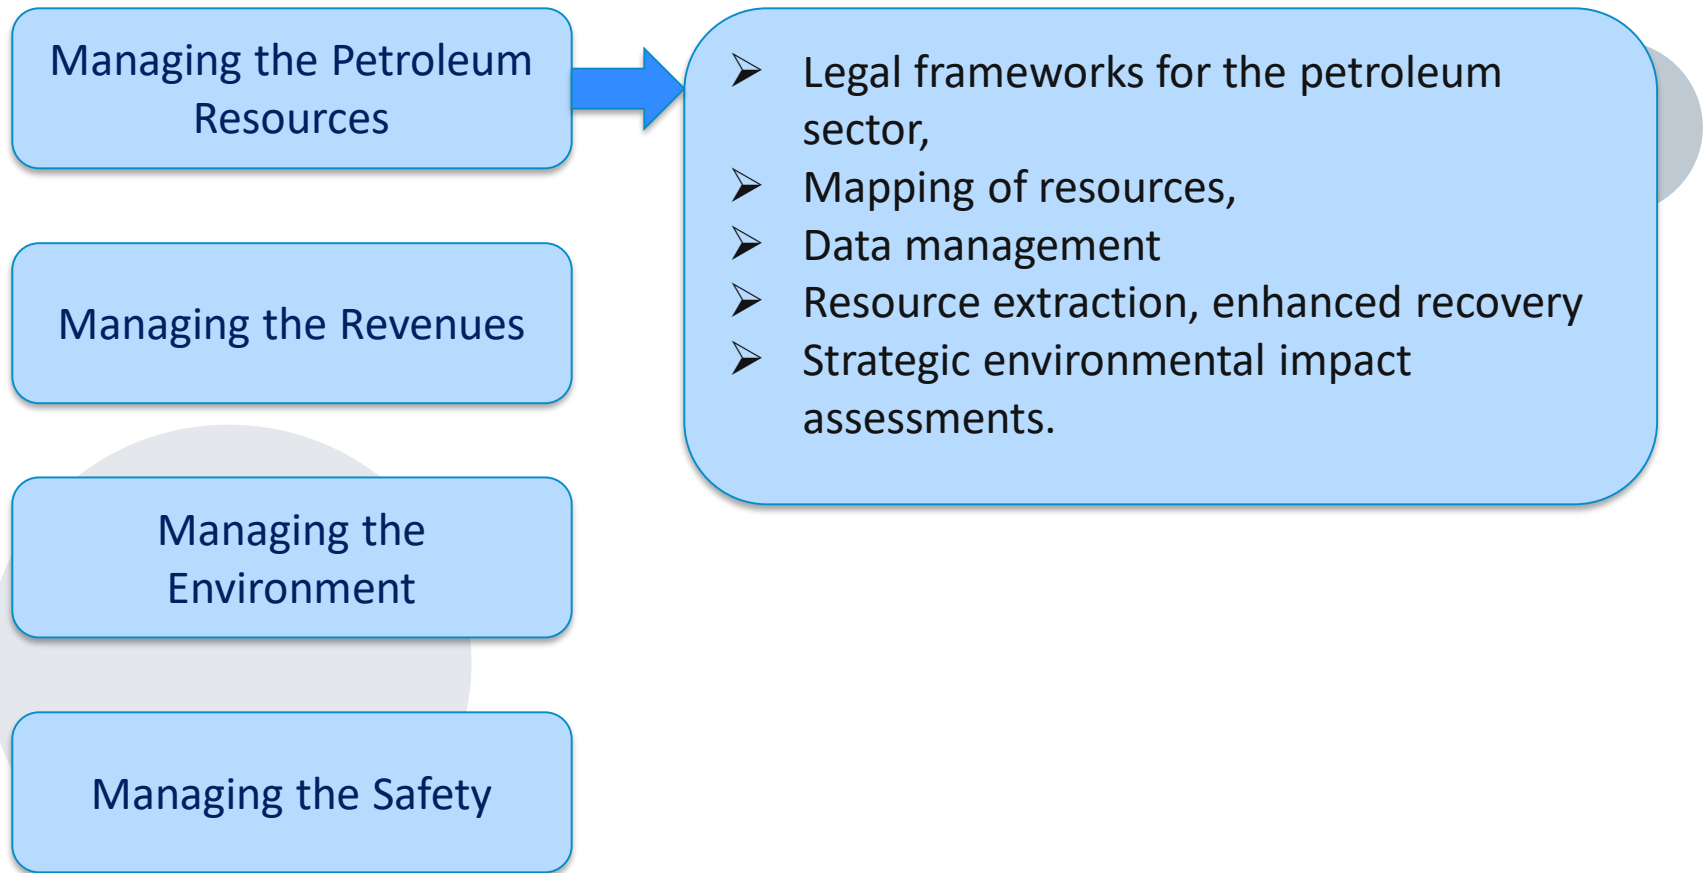 Managing the Petroleum
Resources
➢ Legal frameworks for the petroleum
sector,
➢ Mapping of resources,
➢ Data management
➢ Resource extraction, enhanced recovery
➢ Strategic environmental impact
assessments.
Managing the Revenues
Managing the
Environment
Managing the Safety